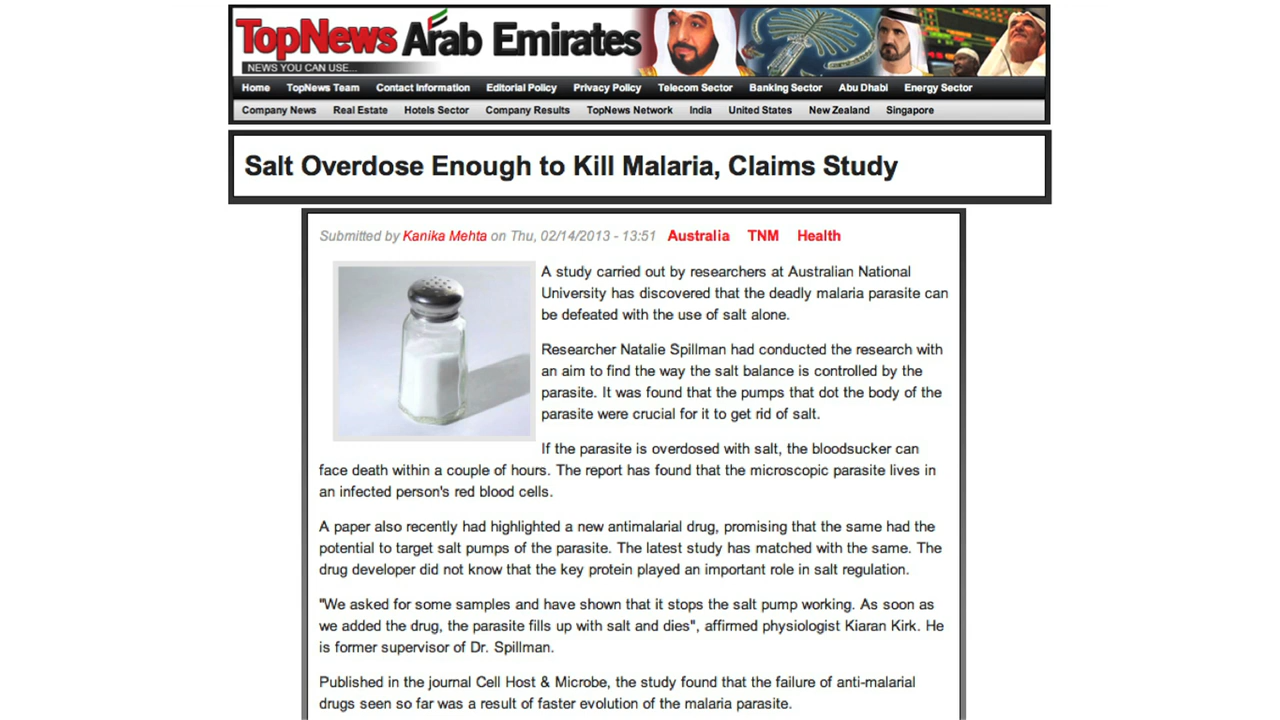 TopNews Arab Emirates
NEWS YOU CAN USE...
Home TopNews Team Contact Information Editorial Policy Privacy Policy Telecom Sector Banking Sector Abu Dhabi Energy Sector
Company News Real Estate Hotels Sector Company Results TopNews Network India United States New Zealand Singapore
Salt Overdose Enough to Kill Malaria, Claims Study
Submitted by Kanika Mehta on Thu, 02/14/2013 - 13:51 Australia TNM Health
A study carried out by researchers at Australian National
University has discovered that the deadly malaria parasite can
be defeated with the use of salt alone.
Researcher Natalie Spillman had conducted the research with
an aim to find the way the salt balance is controlled by the
parasite. It was found that the pumps that dot the body of the
parasite were crucial for it to get rid of salt.
If the parasite is overdosed with salt, the bloodsucker can
face death within a couple of hours. The report has found that the microscopic parasite lives in
an infected person's red blood cells.
A paper also recently had highlighted a new antimalarial drug, promising that the same had the
potential to target salt pumps of the parasite. The latest study has matched with the same. The
drug developer did not know that the key protein played an important role in salt regulation.
"We asked for some samples and have shown that it stops the salt pump working. As soon as
we added the drug, the parasite fills up with salt and dies", affirmed physiologist Kiaran Kirk. He
is former supervisor of Dr. Spillman.
Published in the journal Cell Host & Microbe, the study found that the failure of anti-malarial
drugs seen so far was a result of faster evolution of the malaria parasite.